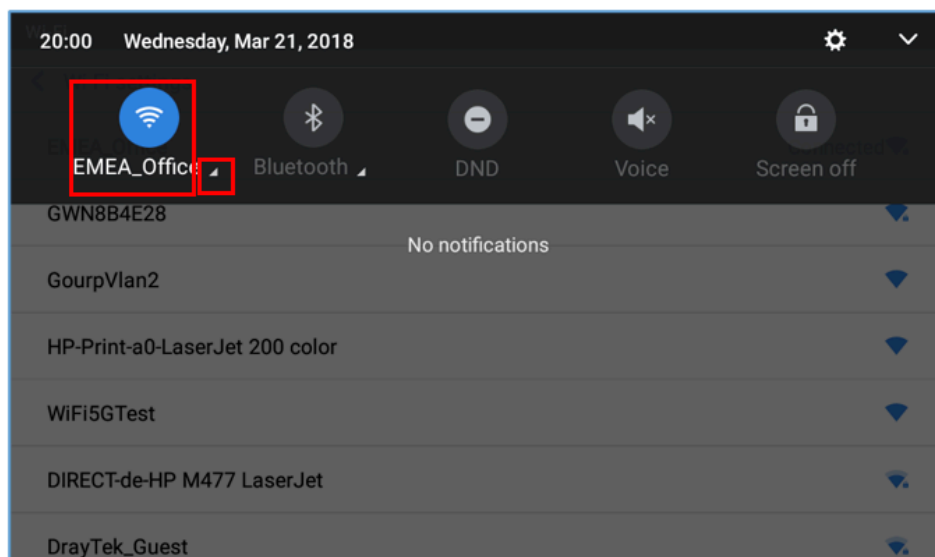 20:00 Wednesday, Mar 21, 2018
EMEA_Office Bluetooth DND Voice Screen off
GWN8B4E28
No notifications
GourpVlan2
HP-Print-a0-LaserJet 200 color
WiFi5GTest
DIRECT-de-HP M477 LaserJet
DrayTek_Guest